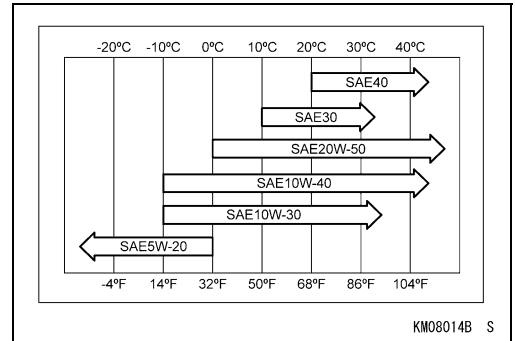 -20ºC -10ºC 0ºC 10ºC 20ºC 30ºC 40ºC
SAE40
SAE30
SAE20W-50
SAE10W-40
SAE10W-30
SAE5W-20
-4ºF 14ºF 32ºF 50ºF 68ºF 86ºF 104ºF
KM08014B S